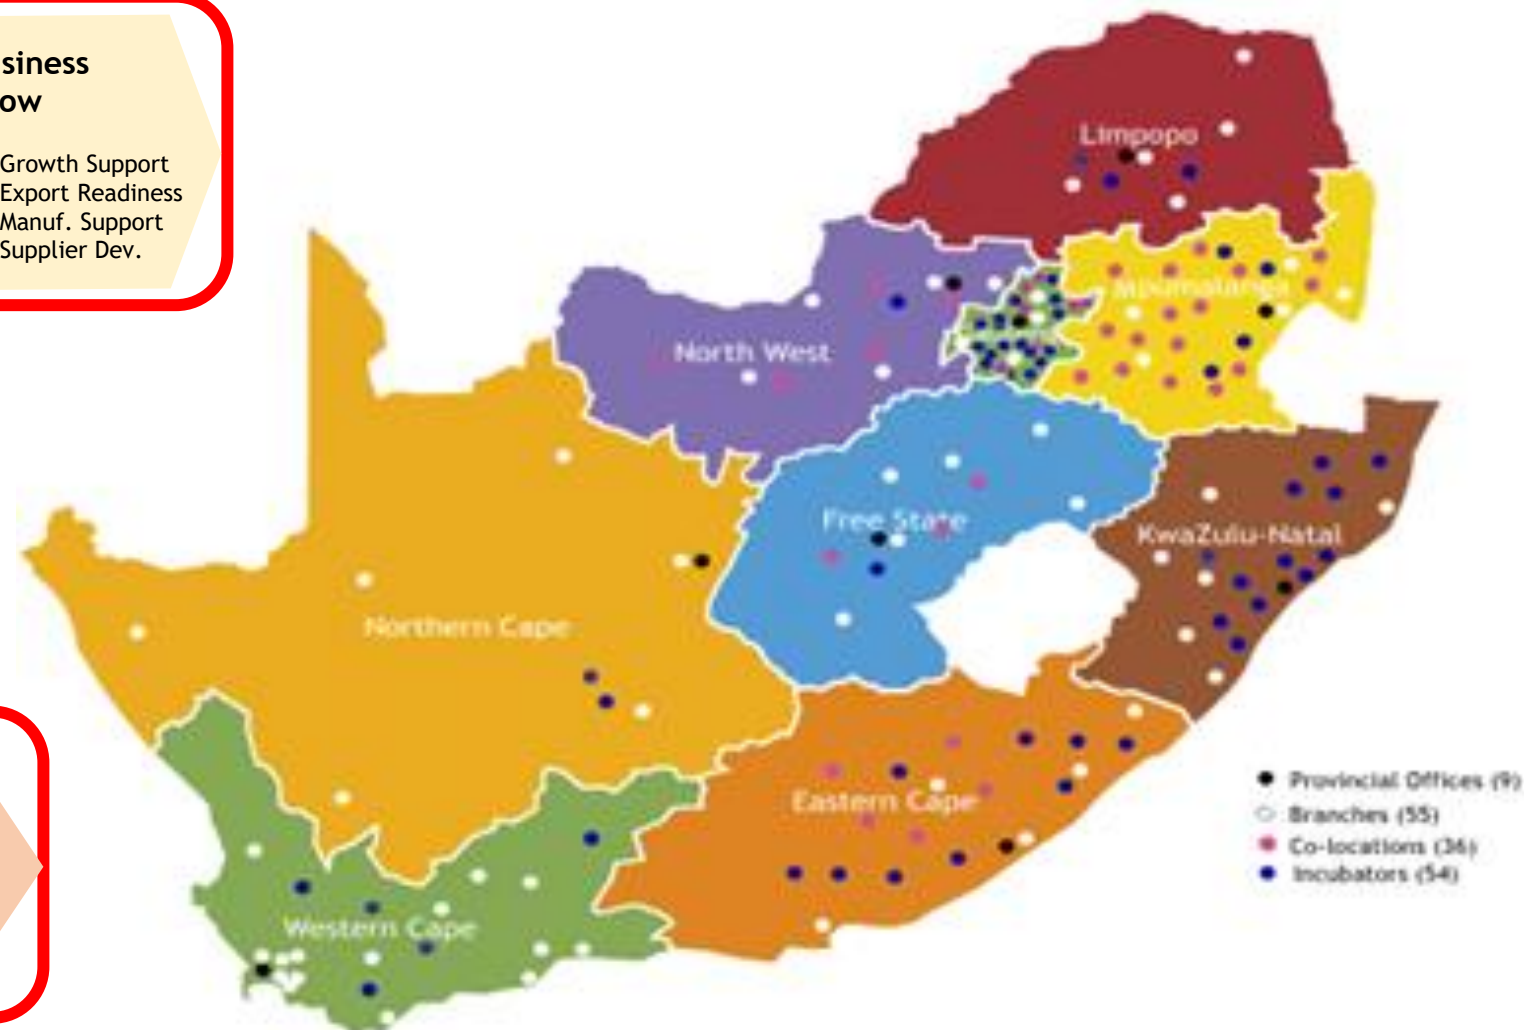 siness
ow
Growth Support
Export Readiness
Manuf. Support
Supplier Dev.
Limpopo
Mpumalanga
North West
Free State
KwaZulu-Natal
Northern Cape
Eastern Cape
Western Cape
Provincial Offices (9)
Branches (55)
Co-locations (36)
Incubators (54)